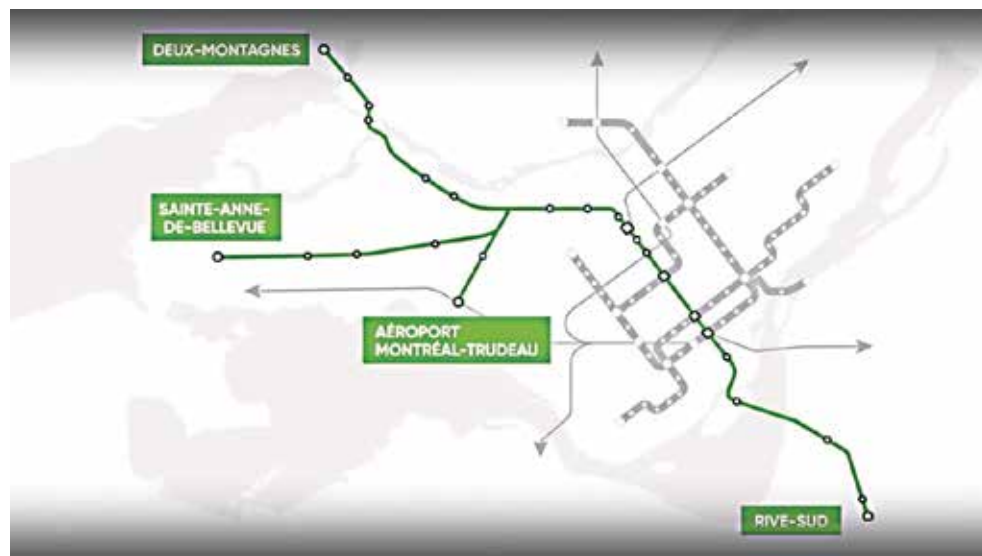 DEUX-MONTAGNES
SAINTE-ANNE-
DE-BELLEVUE
AÉROPORT
MONTRÉAL-TRUDEAU
RIVE-SUD